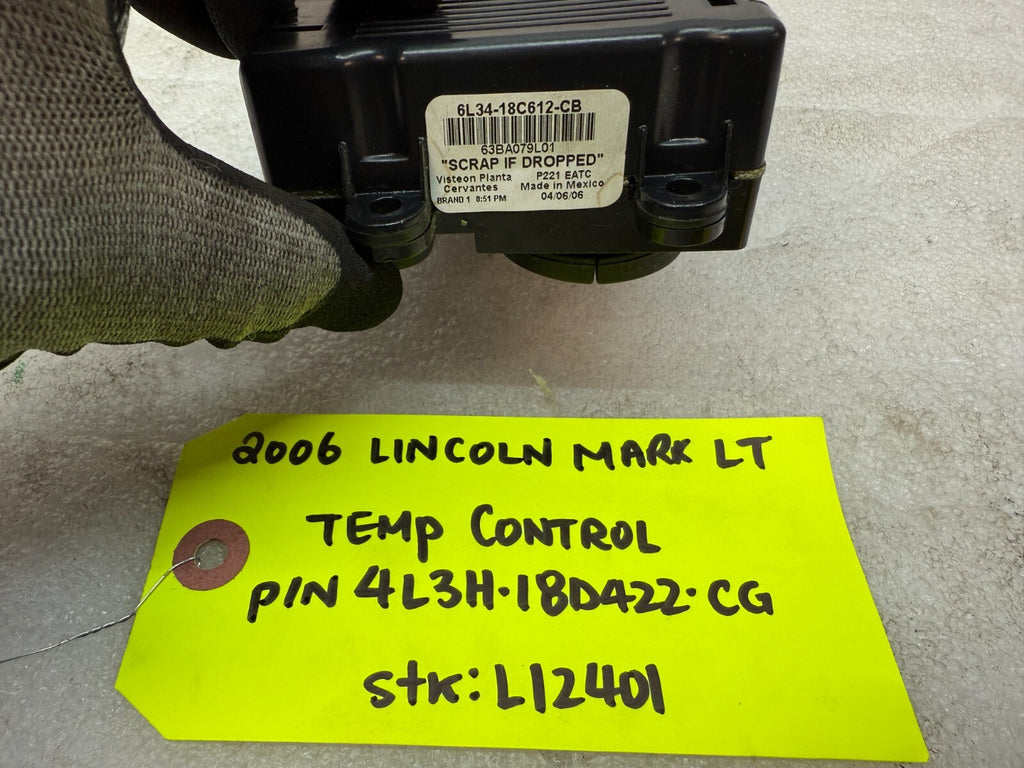 6L34-18C612-CB
63BA079L01
"SCRAP IF DROPPED"
Visteon Planta P221 EATC
Cervantes Made in Mexico
BRAND 1 8:51 PM 04/06/06
2006 LINCOLN MARK LT
TEMP CONTROL
P/N 4L3H·18D422·CG
Stk: L12401